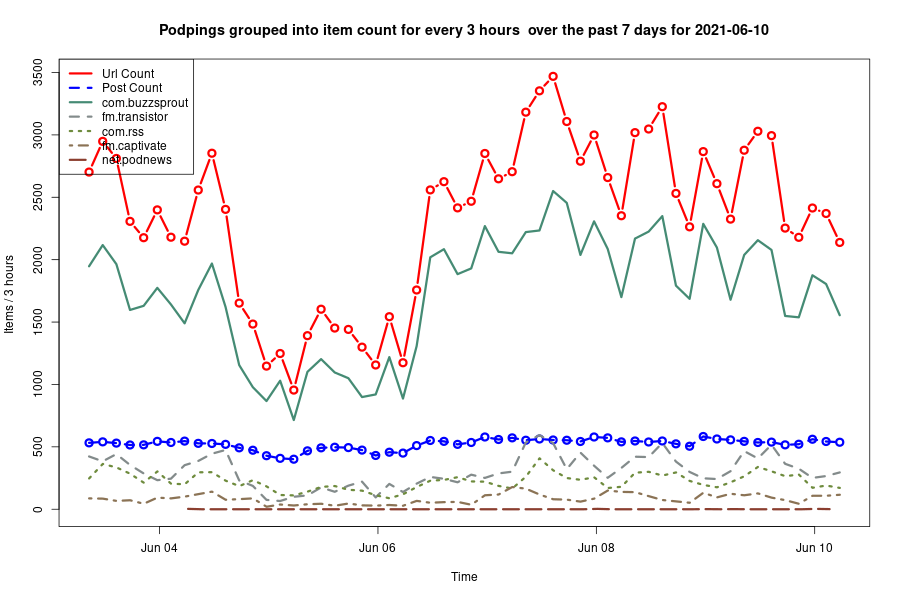 Podpings grouped into item count for every 3 hours  over the past 7 days for 2021-06-10
Url Count
Post Count
com.buzzsprout
fm.transistor
com.rss
fm.captivate
net.podnews
Items / 3 hours
3500
3000
2500
2000
1500
1000
500
0
Jun 04
Jun 06
Jun 08
Jun 10
Time